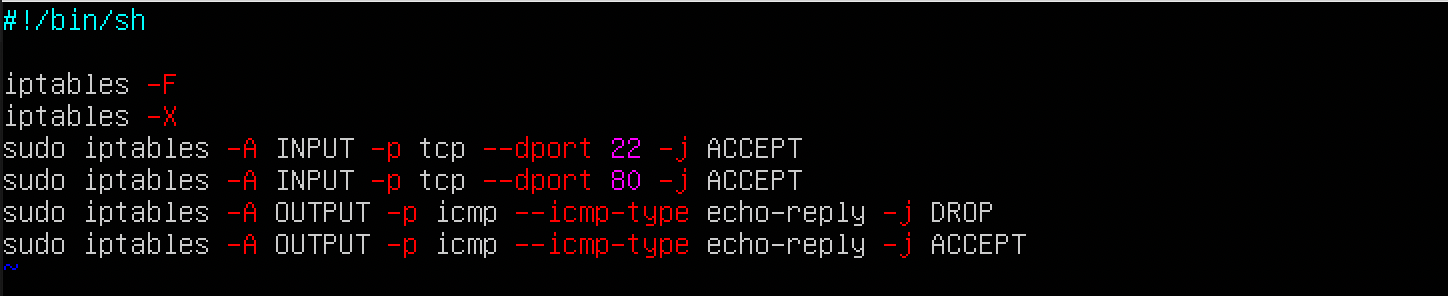 #!/bin/sh
iptables -F
iptables -X
sudo iptables -A INPUT -p tcp --dport 22 -j ACCEPT
sudo iptables -A INPUT -p tcp --dport 80 -j ACCEPT
sudo iptables -A OUTPUT -p icmp --icmp-type echo-reply -j DROP
sudo iptables -A OUTPUT -p icmp --icmp-type echo-reply -j ACCEPT
~